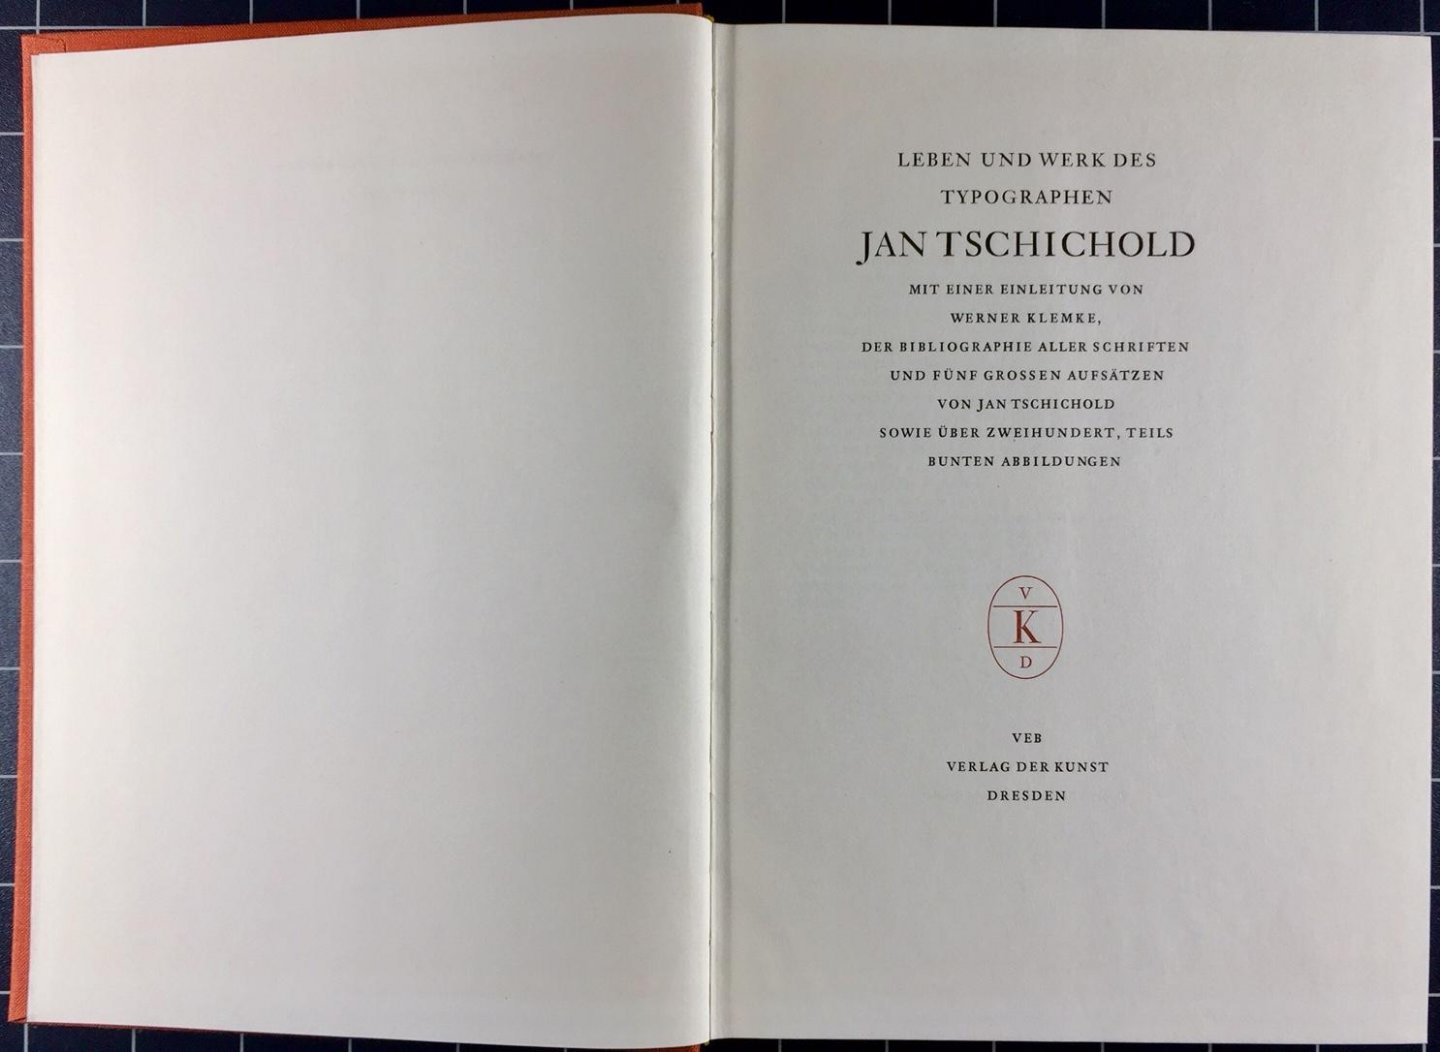 LEBEN UND WERK DES
TYPOGRAPHEN
JAN TSCHICHOLD
MIT EINER EINLEITUNG VON
WERNER KLEMKE,
DER BIBLIOGRAPHIE ALLER SCHRIFTEN
UND FÜNF GROSSEN AUFSÄTZEN
VON JAN TSCHICHOLD
SOWIE ÜBER ZWEIHUNDERT, TEILS
BUNTEN ABBILDUNGEN
V
K
D
VEB
VERLAG DER KUNST
DRESDEN